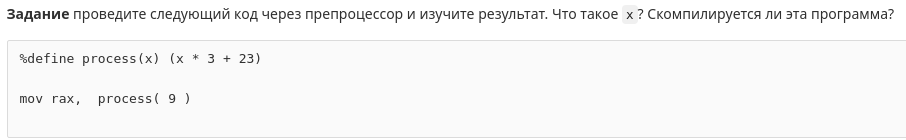 Задание проведите следующий код через препроцессор и изучите результат. Что такое x? Скомпилируется ли эта программа?
%define process(x) (x * 3 + 23)
mov rax,  process( 9 )